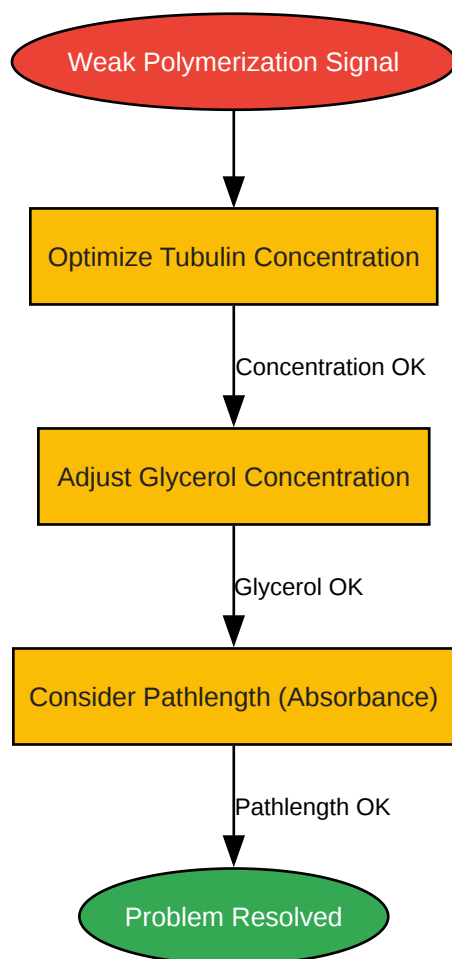 Weak Polymerization Signal
Optimize Tubulin Concentration
Concentration OK
Adjust Glycerol Concentration
Glycerol OK
Consider Pathlength (Absorbance)
Pathlength OK
Problem Resolved